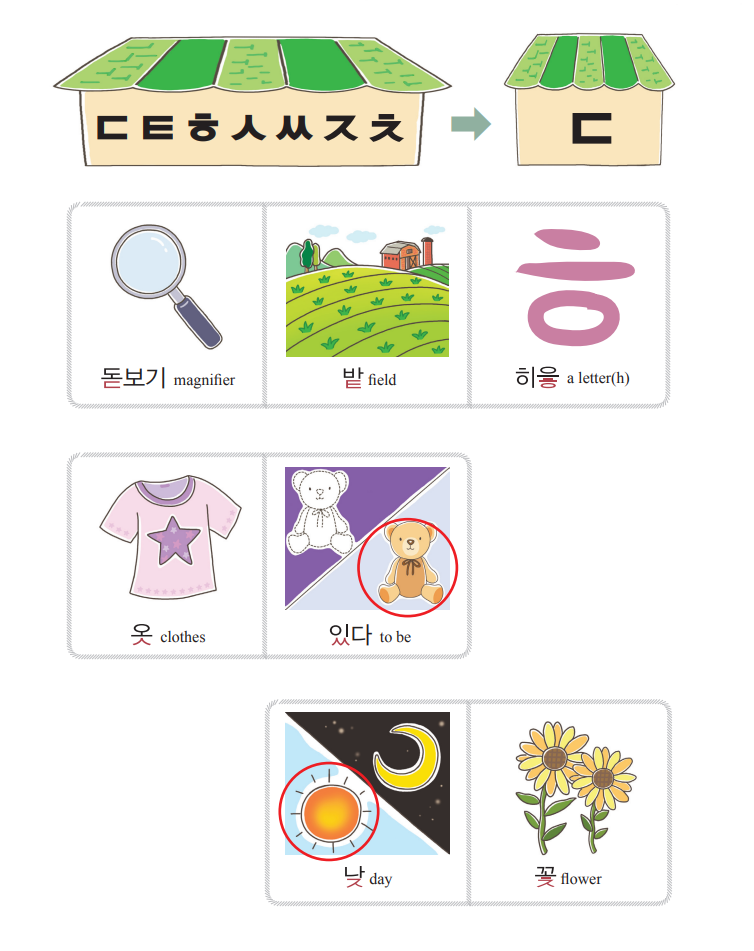 ㄷㅌㅎㅅㅆㅈㅊ ㄷ
돋보기 magnifier 밭 field 히읗 a letter(h)
옷 clothes 있다 to be
낮 day 꽃 flower